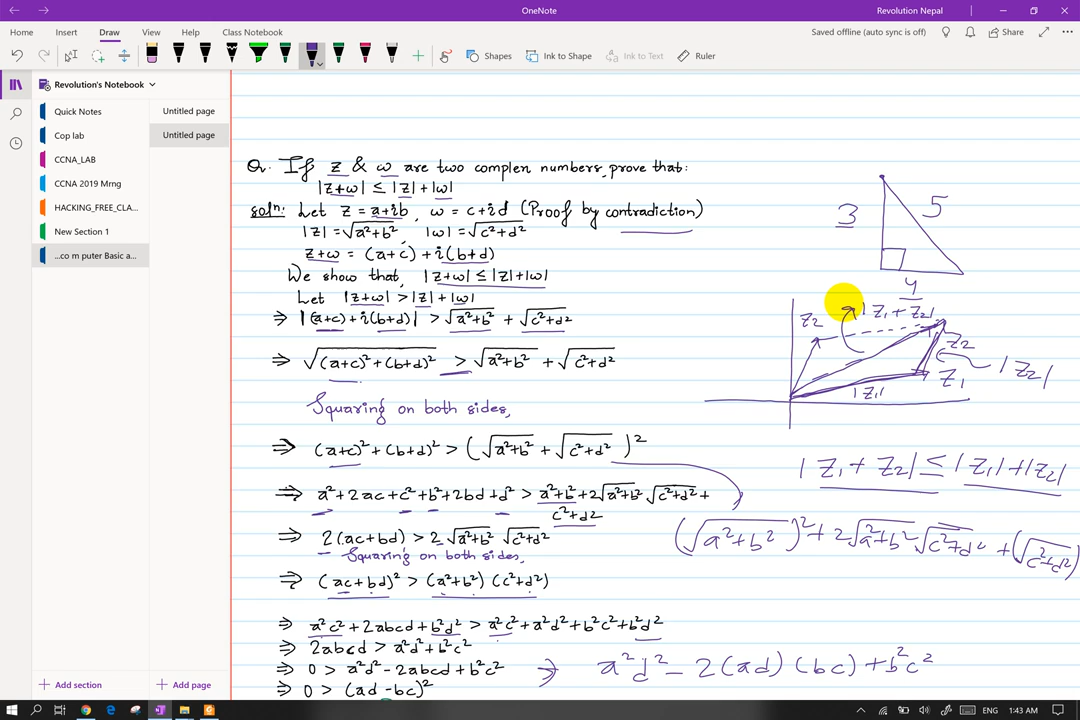 OneNote
Revolution Nepal
Home Insert Draw View Help Class Notebook
Saved offline (auto sync is off) Share
Shapes Ink to Shape Ink to Text Ruler
Revolution's Notebook
Quick Notes
Cop lab
CCNA_LAB
CCNA 2019 Mrng
HACKING_FREE_CLA...
New Section 1
...co m puter Basic a...
Untitled page
Untitled page
Q. If z & w are two complex numbers, prove that:
|z+w| ≤ |z|+|w|
solⁿ: Let z = a+ib, w = c+id (Proof by contradiction)
|z| = √a²+b², |w| = √c²+d²
z+w = (a+c)+i(b+d)
We show that, |z+w| ≤ |z|+|w|
Let |z+w| > |z|+|w|
⇒ |(a+c)+i(b+d)| > √a²+b² + √c²+d²
⇒ √(a+c)²+(b+d)² > √a²+b² + √c²+d²
Squaring on both sides,
⇒ (a+c)²+(b+d)² > (√a²+b² + √c²+d²)²
⇒ a²+2ac+c²+b²+2bd+d² > a²+b²+2√a²+b² √c²+d²+
c²+d²
⇒ 2(ac+bd) > 2√a²+b² √c²+d²
Squaring on both sides,
⇒ (ac+bd)² > (a²+b²) (c²+d²)
⇒ a²c²+2abcd+b²d² > a²c²+a²d²+b²c²+b²d²
⇒ 2abcd > a²d²+b²c²
⇒ 0 > a²d²-2abcd+b²c²
⇒ 0 > (ad-bc)²
3
5
4
z2
|z1+z2|
z2
z1
|z2|
|z1|
|z1+z2| ≤ |z1|+|z2|
(√a²+b²)²+2√a²+b² √c²+d² + (√c²+d²)
⇒ a²d²-2(ad)(bc)+b²c²
Add section
Add page
ENG 1:43 AM